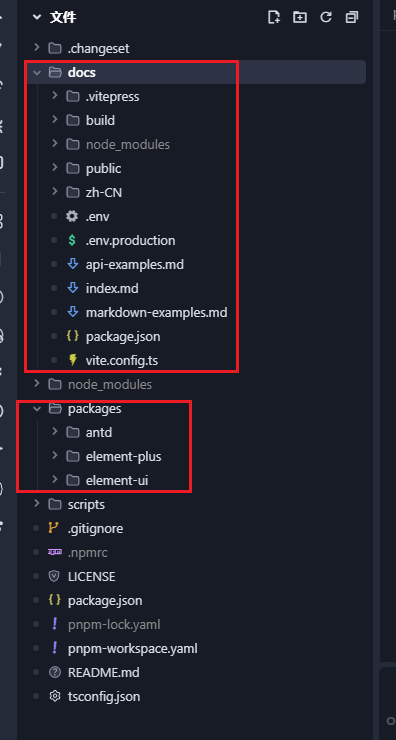 文件
.changeset
docs
.vitepress
build
node_modules
public
zh-CN
.env
$ .env.production
api-examples.md
index.md
markdown-examples.md
{ } package.json
vite.config.ts
node_modules
packages
antd
element-plus
element-ui
scripts
.gitignore
.npmrc
LICENSE
{ } package.json
! pnpm-lock.yaml
! pnpm-workspace.yaml
README.md
tsconfig.json